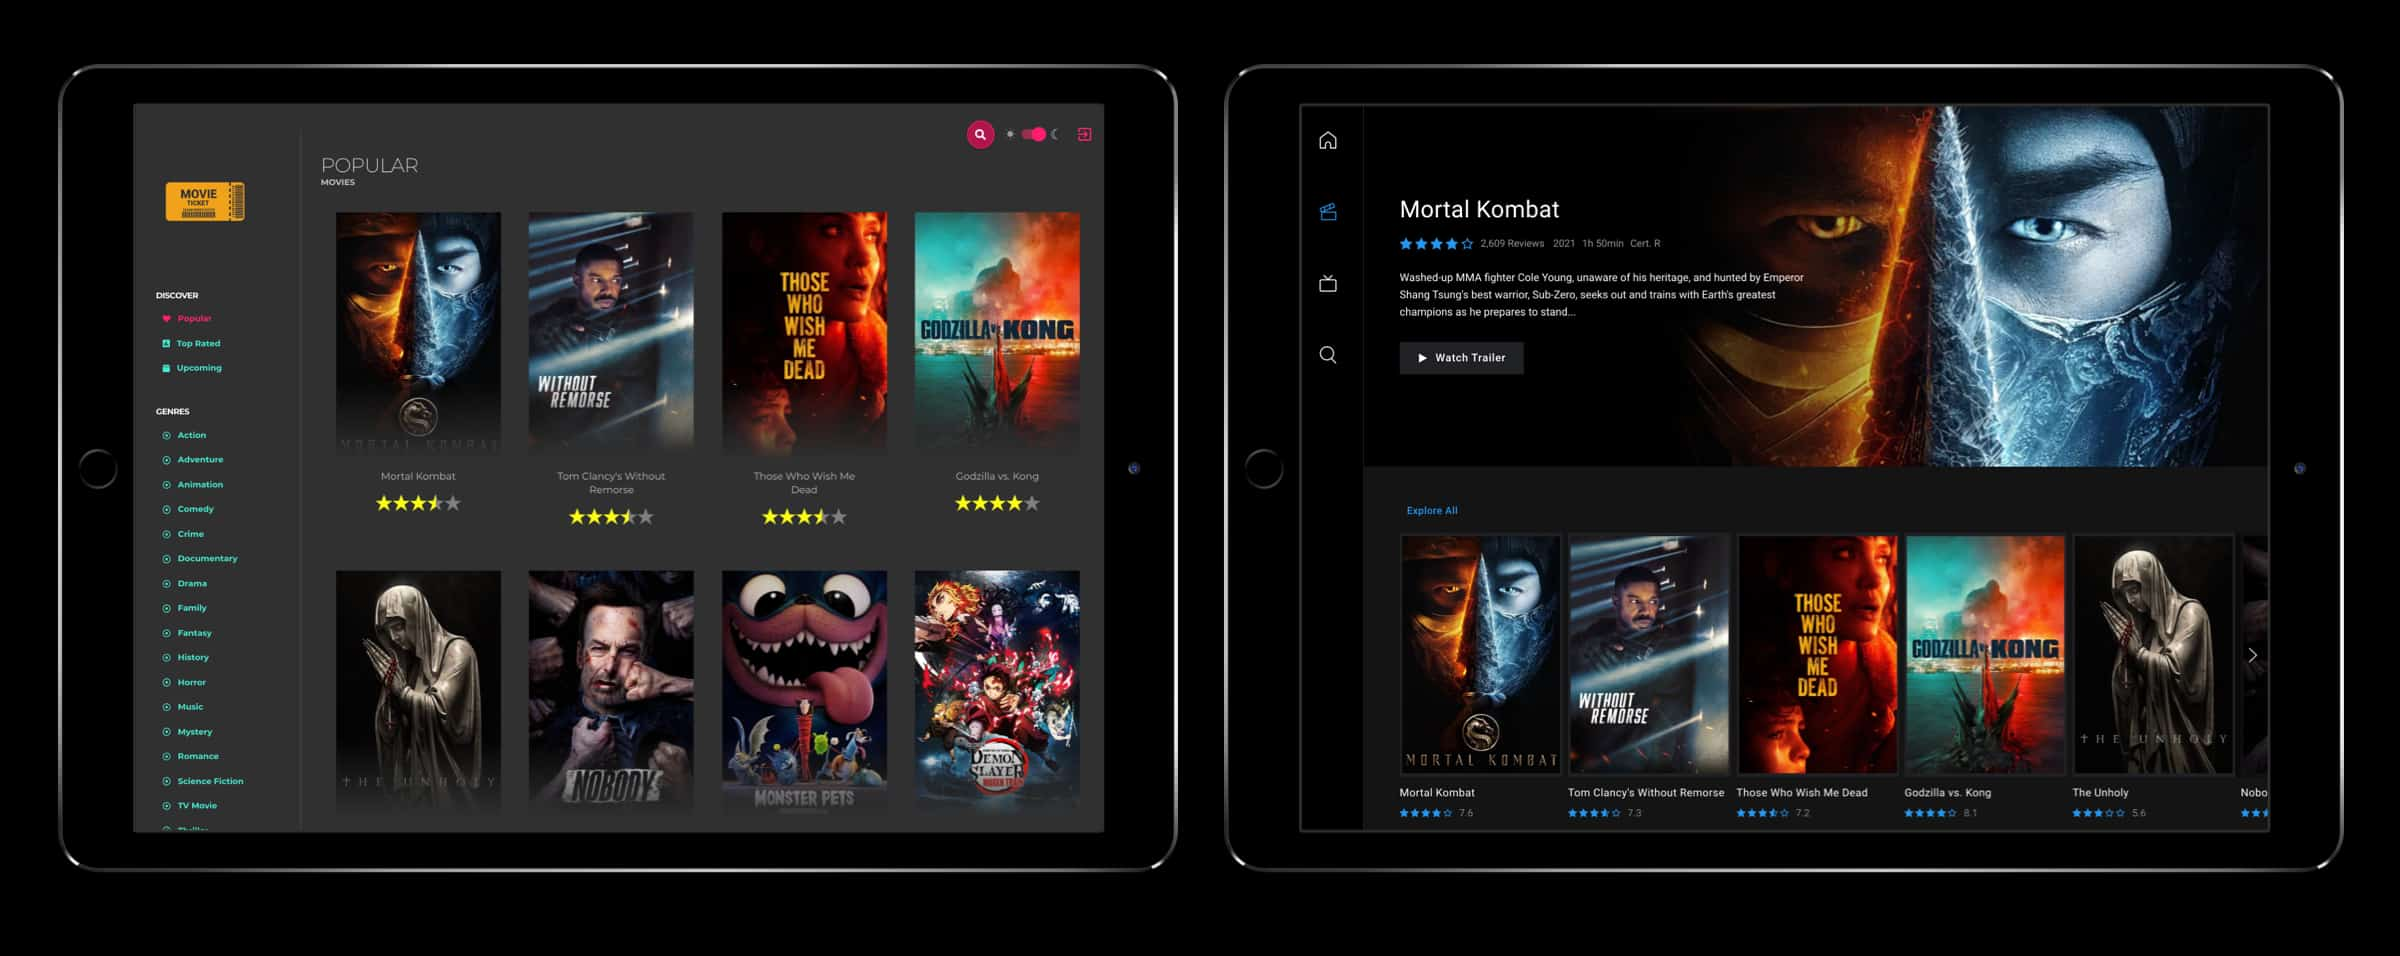 MOVIE
TICKET
DISCOVER
Popular
Top Rated
Upcoming
GENRES
Action
Adventure
Animation
Comedy
Crime
Documentary
Drama
Family
Fantasy
History
Horror
Music
Mystery
Romance
Science Fiction
TV Movie
Thriller
POPULAR
MOVIES
MORTAL KOMBAT
WITHOUT
REMORSE
THOSE
WHO
WISH
ME
DEAD
GODZILLA vs. KONG
Mortal Kombat
Tom Clancy's Without
Remorse
Those Who Wish Me
Dead
Godzilla vs. Kong
THE UNHOLY
NOBODY
MONSTER PETS
DEMON
SLAYER
MUGEN TRAIN
Mortal Kombat
2,609 Reviews 2021 1h 50min Cert. R
Washed-up MMA fighter Cole Young, unaware of his heritage, and hunted by Emperor
Shang Tsung's best warrior, Sub-Zero, seeks out and trains with Earth's greatest
champions as he prepares to stand...
Watch Trailer
Explore All
MORTAL KOMBAT
WITHOUT
REMORSE
THOSE
WHO
WISH
ME
DEAD
GODZILLA vs. KONG
THE UNHOLY
Mortal Kombat
7.6
Tom Clancy's Without Remorse
7.3
Those Who Wish Me Dead
7.2
Godzilla vs. Kong
8.1
The Unholy
5.6
Nobo